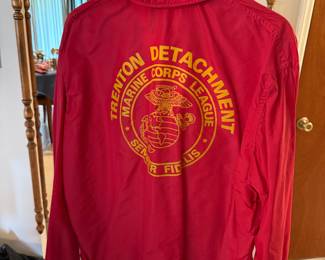 TRENTON DETACHMENT
MARINE CORPS LEAGUE
SEMPER FIDELIS